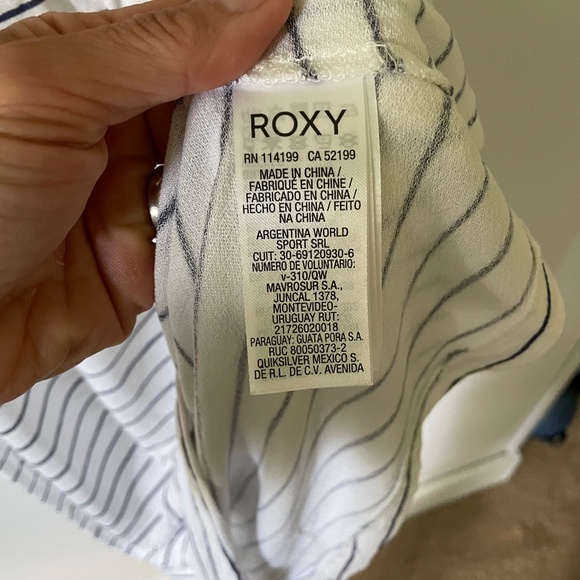 ROXY
RN 114199 CA 52199
MADE IN CHINA /
FABRIQUÉ EN CHINE /
FABRICADO EN CHINA /
HECHO EN CHINA / FEITO
NA CHINA
ARGENTINA WORLD
SPORT SRL
CUIT: 30-69120930-6
NUMERO DE VOLUNTARIO:
v-310/QW
MAVROSUR S.A.,
JUNCAL 1378,
MONTEVIDEO-
URUGUAY RUT:
21726020018
PARAGUAY: GUATA PORA S.A.
RUC 80050373-2
QUIKSILVER MEXICO S.
DE R.L. DE C.V. AVENIDA